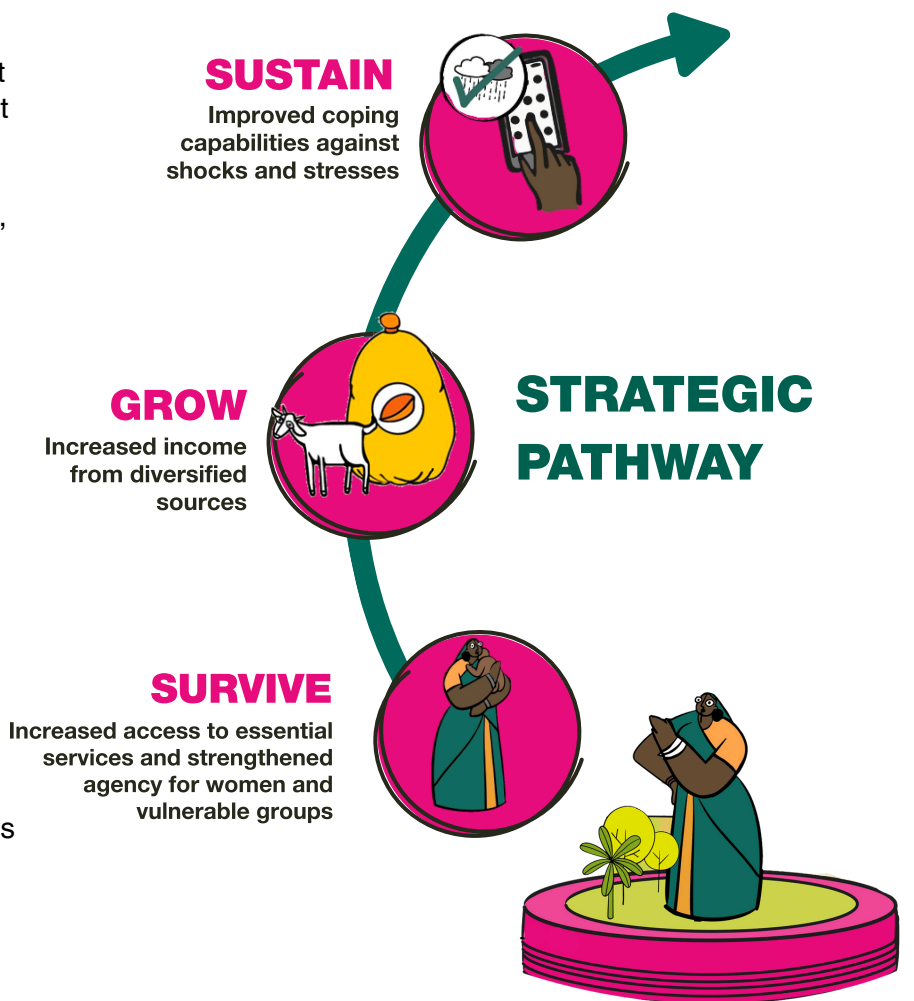 t
t
SUSTAIN
Improved coping
capabilities against
shocks and stresses
,
GROW
Increased income
from diversified
sources
STRATEGIC
PATHWAY
SURVIVE
Increased access to essential
services and strengthened
agency for women and
vulnerable groups
s